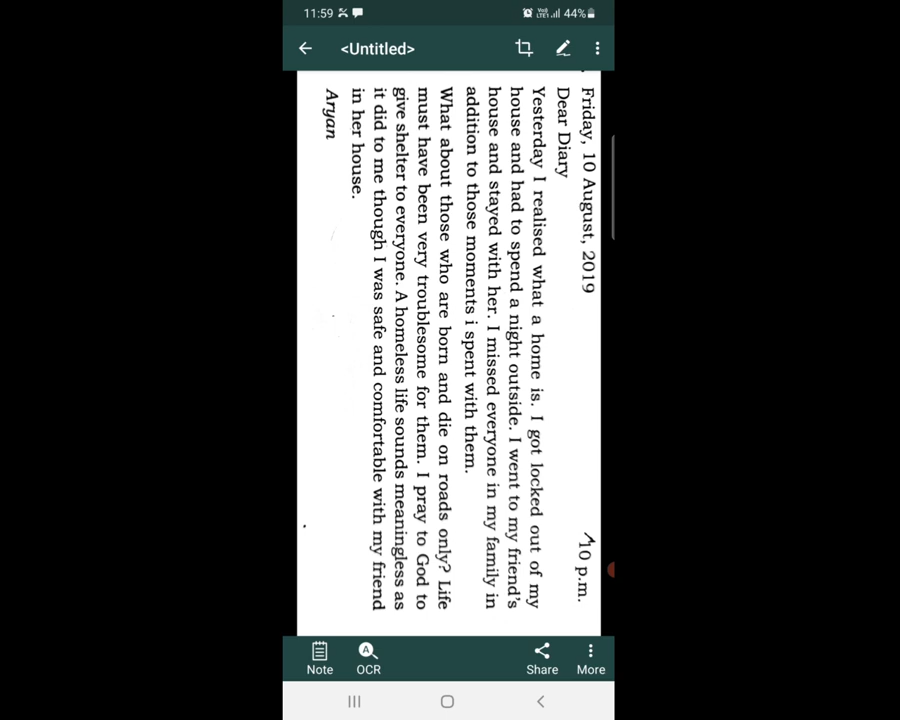 11:59
LTE1 44%
<Untitled>
Friday, 10 August, 2019 10 p.m.
Dear Diary
Yesterday I realised what a home is. I got locked out of my
house and had to spend a night outside. I went to my friend's
house and stayed with her. I missed everyone in my family in
addition to those moments i spent with them.
What about those who are born and die on roads only? Life
must have been very troublesome for them. I pray to God to
give shelter to everyone. A homeless life sounds meaningless as
it did to me though I was safe and comfortable with my friend
in her house.
Aryan
Note OCR Share More